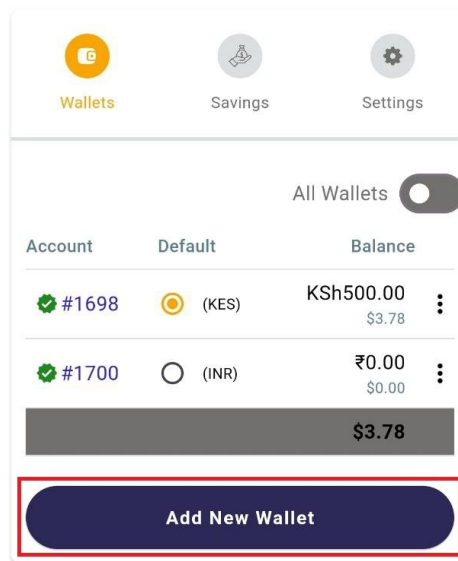 Wallets Savings Settings
All Wallets
Account Default Balance
#1698 (KES) KSh500.00
$3.78
#1700 (INR) ₹0.00
$0.00
$3.78
Add New Wallet